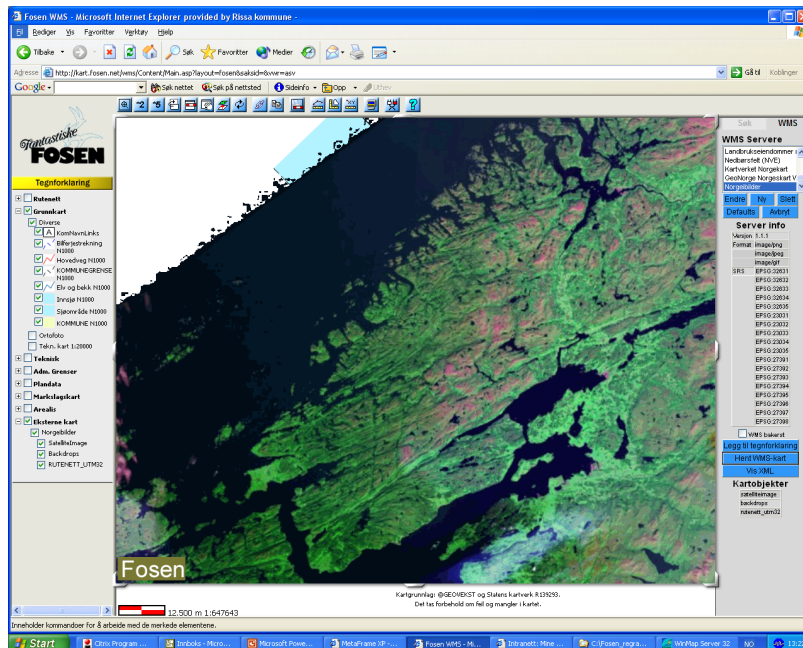 Fosen WMS - Microsoft Internet Explorer provided by Rissa kommune -
Fil Rediger Vis Favoritter Verktøy Hjelp
Tilbake Søk Favoritter Medier
Adresse http://kart.fosen.net/wms/Content/Main.asp?layout=fosen&saksid=&vwr=asv Gå til Koblinger
Google Søk nettet Søk på nettsted Sideinfo Opp Uthev
Fantastiske
FOSEN
Tegnforklaring
Rutenett
Grunnkart
Diverse
A KomNavnLinks
Bilferjestrekning
N1000
Hovedveg N1000
KOMMUNEGRENSE
N1000
Elv og bekk N1000
Innsjø N1000
Sjøområde N1000
KOMMUNE N1000
Ortofoto
Tekn. kart 1:20000
Teknisk
Adm. Grenser
Plandata
Markslagskart
Arealis
Eksterne kart
Norgeibilder
SatelliteImage
Backdrops
RUTENETT_UTM32
Fosen
12.500 m 1:647643
Kartgrunnlag: @GEOVEKST og Statens kartverk R139293.
Det tas forbehold om feil og mangler i kartet.
Søk WMS
WMS Servere
Landbrukseiendommer
Nedbørsfelt (NVE)
Kartverket Norgekart
GeoNorge Norgeskart V
Norgeibilder
Endre Ny Slett
Defaults Avbryt
Server info
Versjon 1.1.1
Format image/png
image/jpeg
image/gif
SRS EPSG:32631
EPSG:32632
EPSG:32633
EPSG:32634
EPSG:32635
EPSG:23031
EPSG:23032
EPSG:23033
EPSG:23034
EPSG:23035
EPSG:27391
EPSG:27392
EPSG:27393
EPSG:27394
EPSG:27395
EPSG:27396
EPSG:27397
EPSG:27398
WMS bakerst
Legg til tegnforklaring
Hent WMS-kart
Vis XML
Kartobjekter
satelliteimage
backdrops
rutenett_utm32
Inneholder kommandoer for å arbeide med de merkede elementene.
Start Citrix Program ... Innboks - Micro... Microsoft Powe... MetaFrame XP -... Fosen WMS - Mi... Intranett: Mine ... C:\Fosen_regra... WinMap Server 32 NO